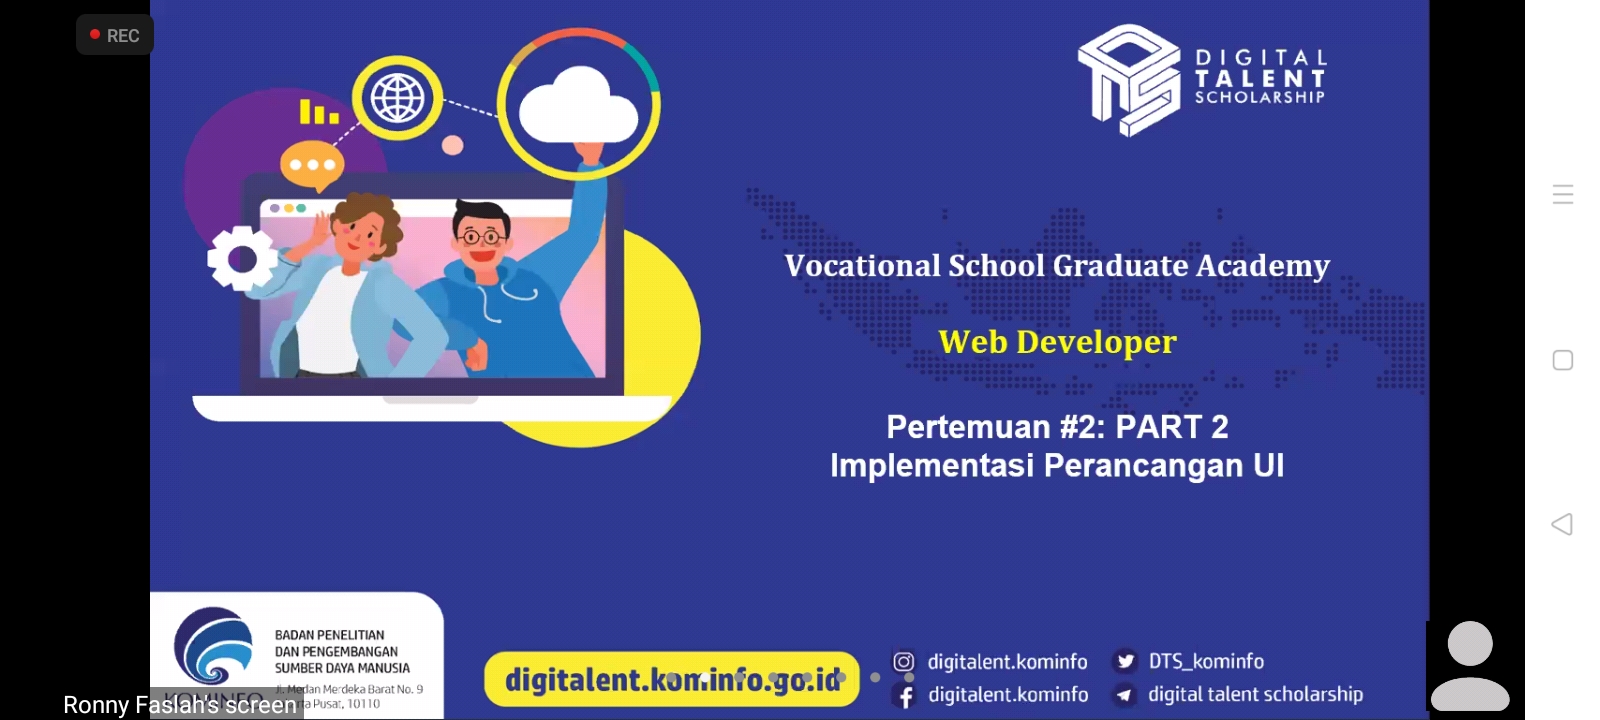 REC
DIGITAL
TALENT
SCHOLARSHIP
Vocational School Graduate Academy
Web Developer
Pertemuan #2: PART 2
Implementasi Perancangan UI
BADAN PENELITIAN
DAN PENGEMBANGAN
SUMBER DAYA MANUSIA
Jl. Medan Merdeka Barat No. 9
Pusat, 10110
KOMINFO
Ronny Faslah's screen
digitalent.kominfo.go.id
digitalent.kominfo
DTS_kominfo
digitalent.kominfo
digital talent scholarship